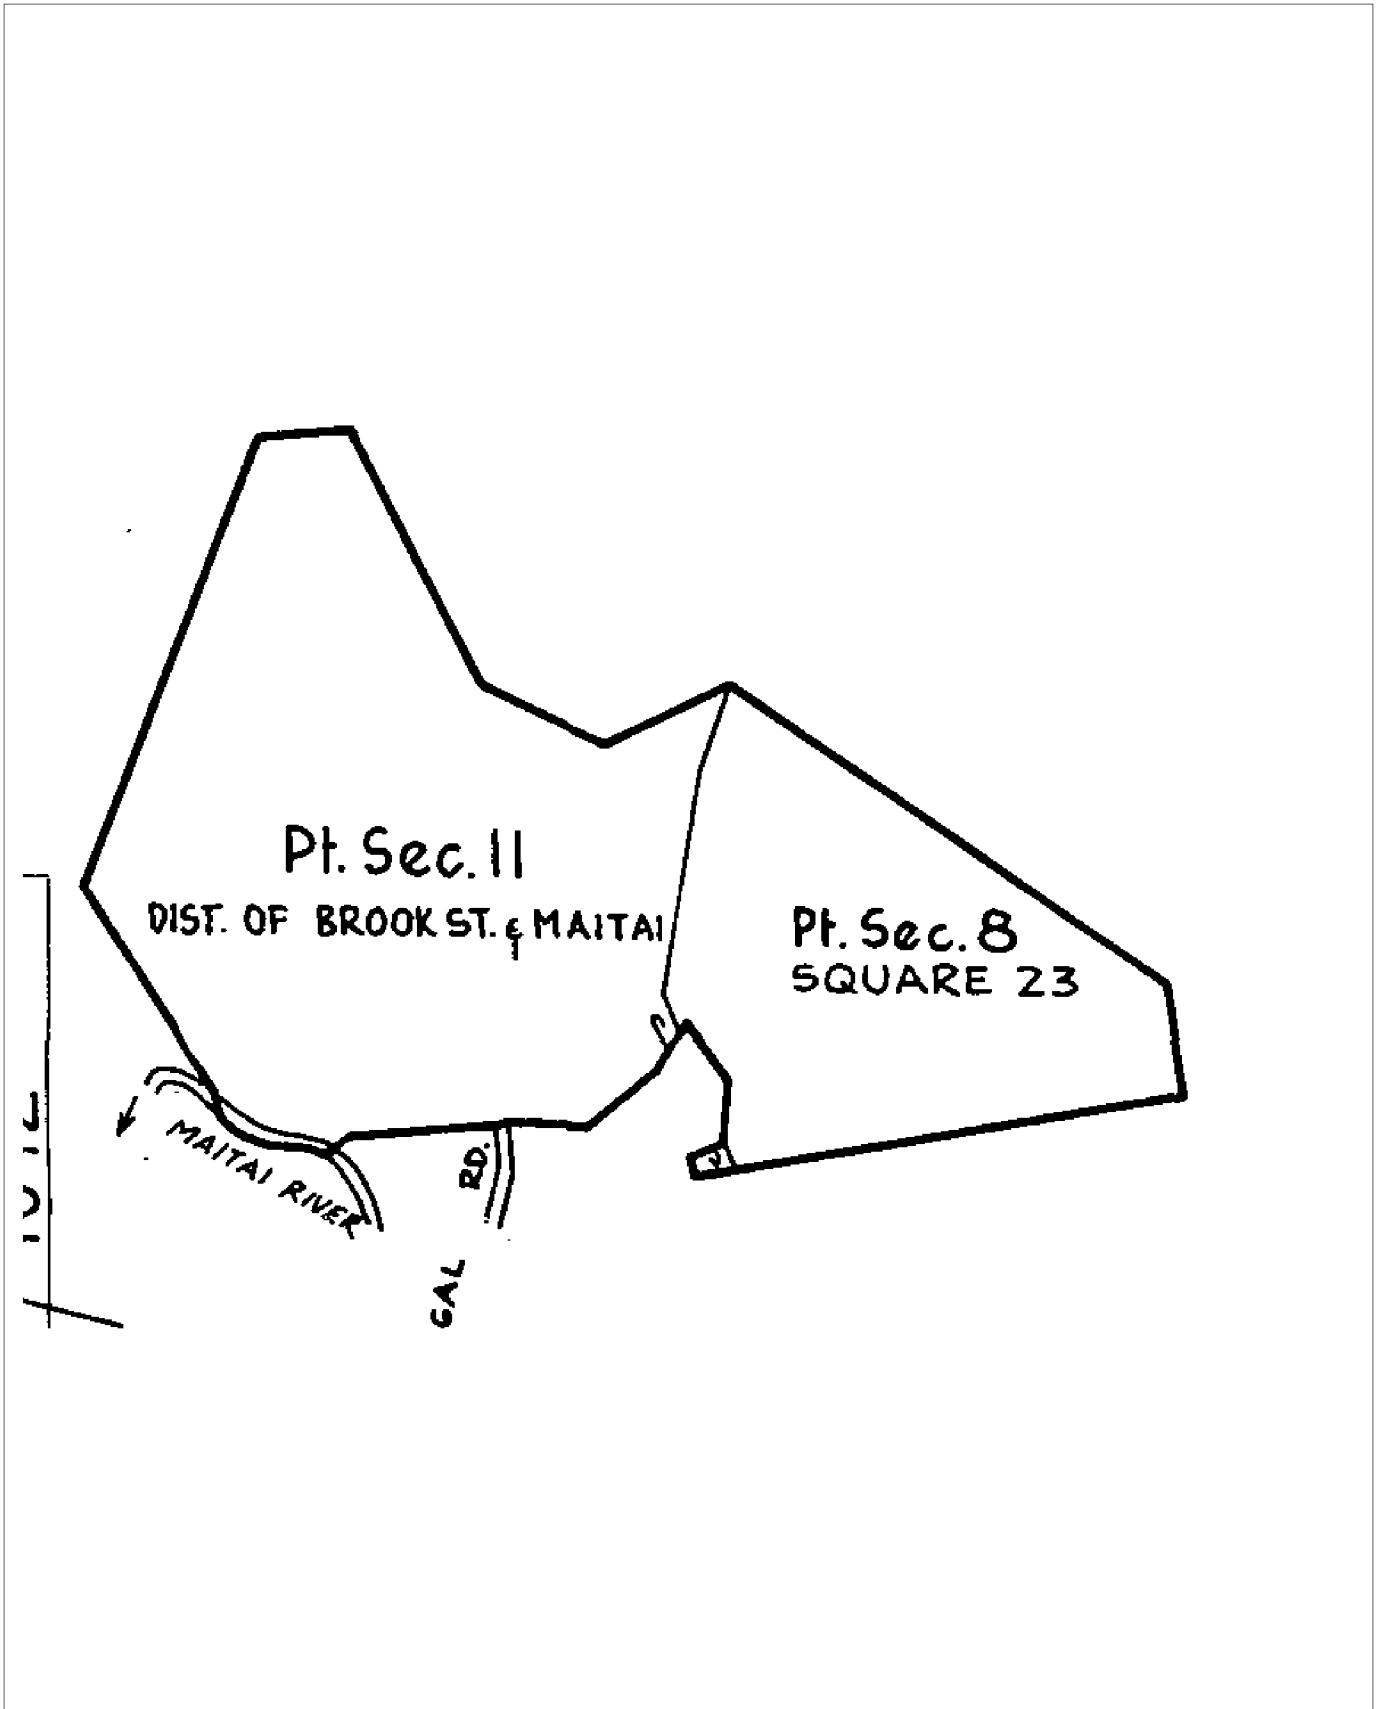 Pt. Sec. 11
DIST. OF BROOK ST. & MAITAI
Pt. Sec. 8
SQUARE 23
MAITAI RIVER
RD.
GAL